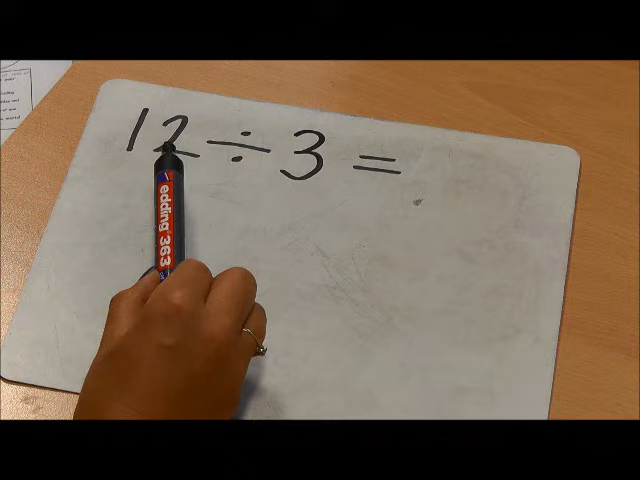 12 ÷ 3 =
edding 363